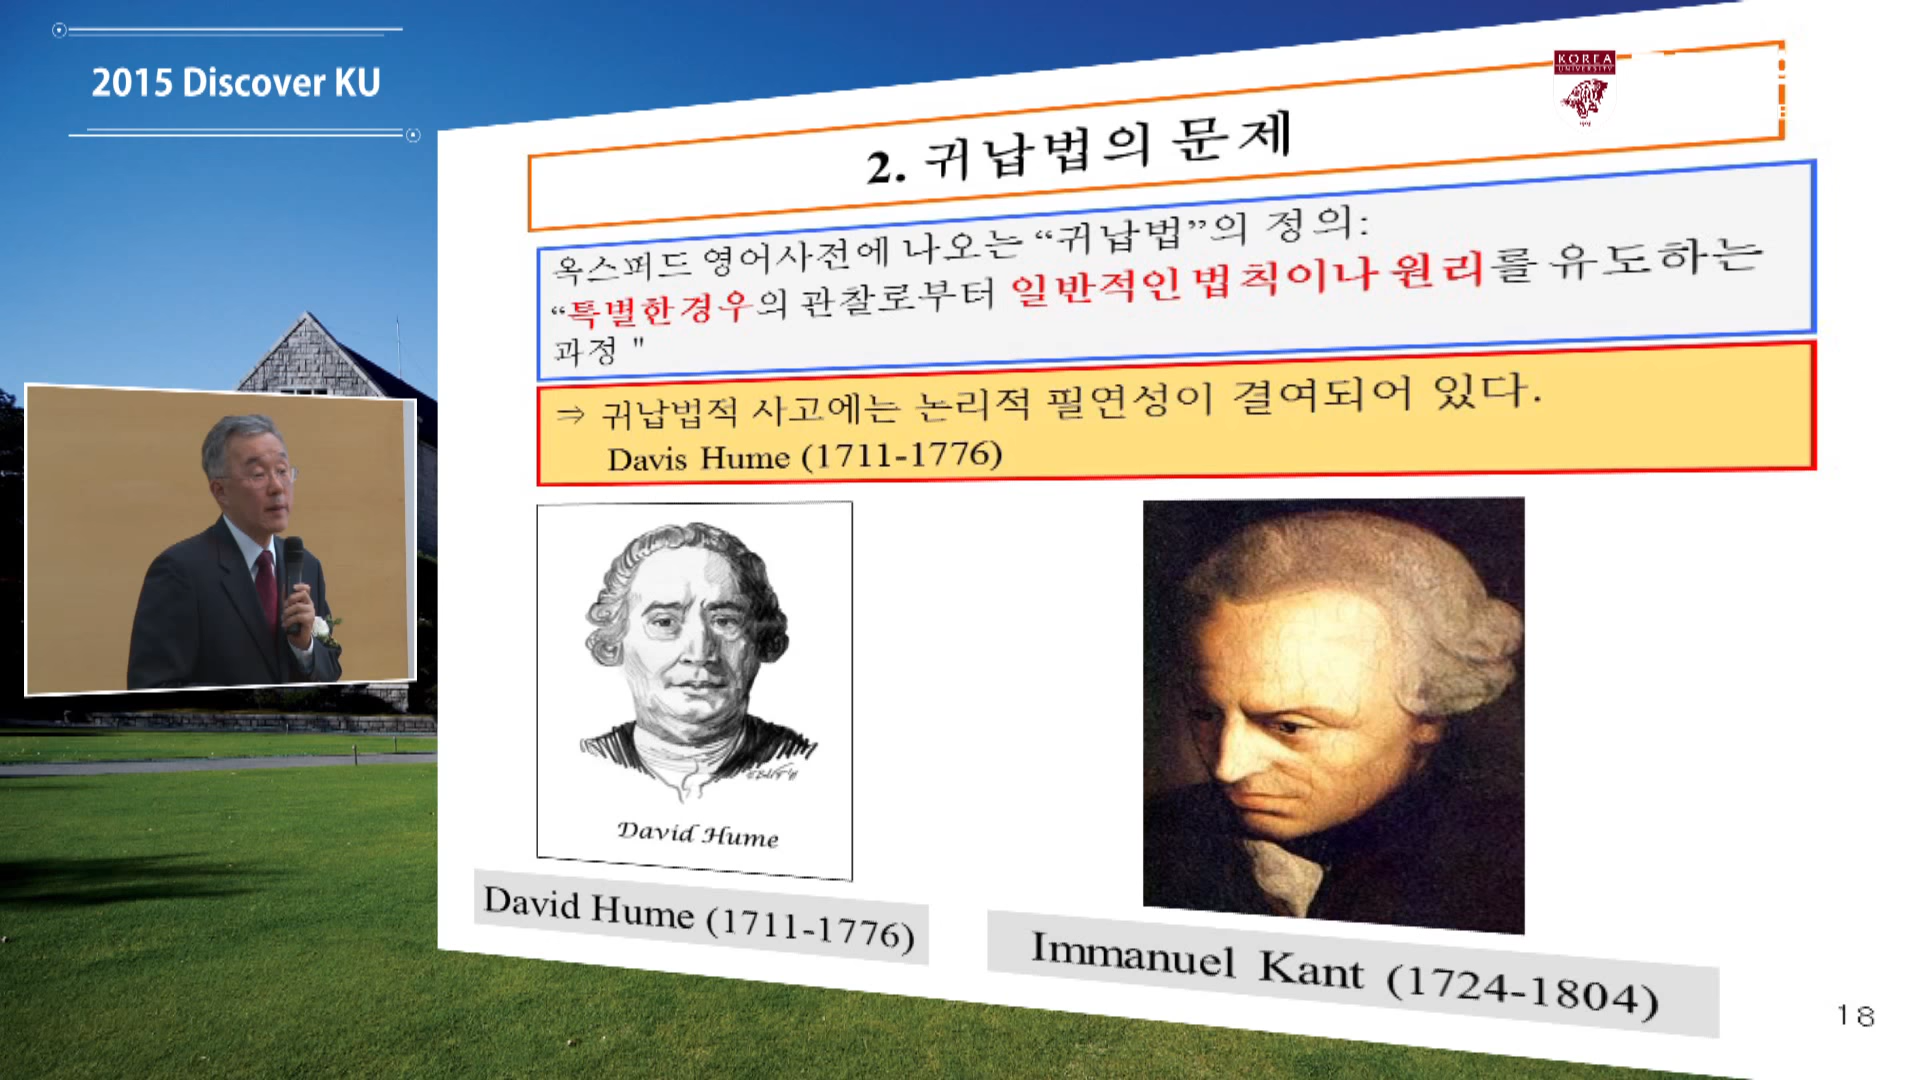 2015 Discover KU
KOREA
UNIVERSITY
2. 귀납법의 문제
옥스퍼드 영어사전에 나오는 “귀납법”의 정의:
“특별한 경우의 관찰로부터 일반적인 법칙이나 원리를 유도하는
과정 "
⇒ 귀납법적 사고에는 논리적 필연성이 결여되어 있다.
Davis Hume (1711-1776)
David Hume
David Hume (1711-1776)
Immanuel Kant (1724-1804)
18